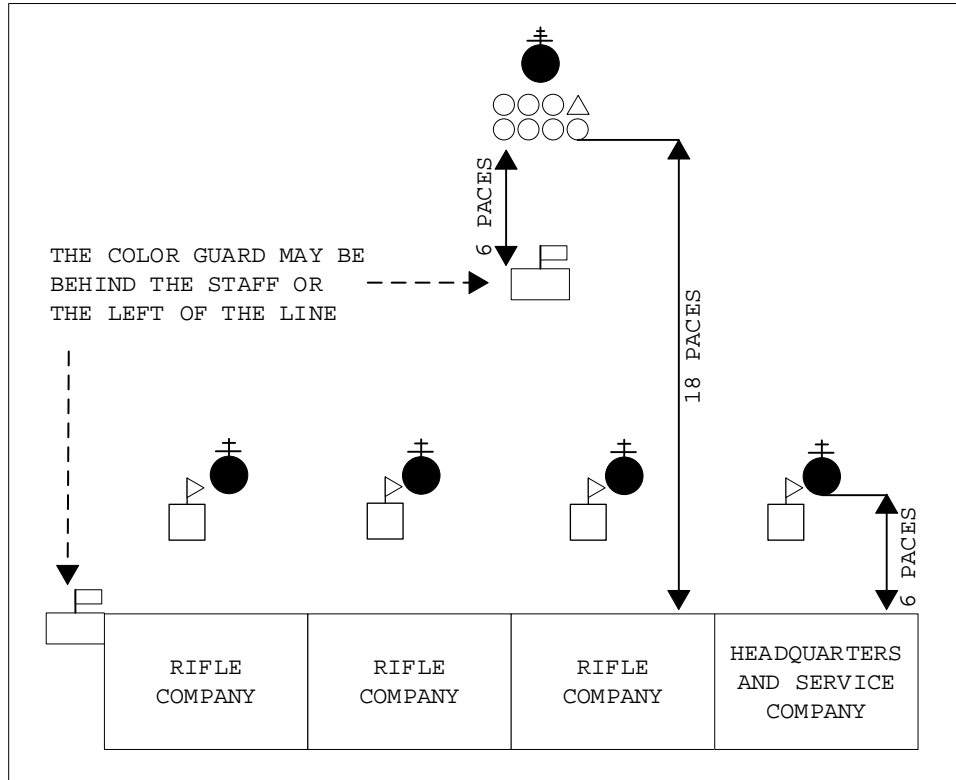 6 PACES
THE COLOR GUARD MAY BE
BEHIND THE STAFF OR
THE LEFT OF THE LINE
18 PACES
6 PACES
RIFLE
COMPANY
RIFLE
COMPANY
RIFLE
COMPANY
HEADQUARTERS
AND SERVICE
COMPANY